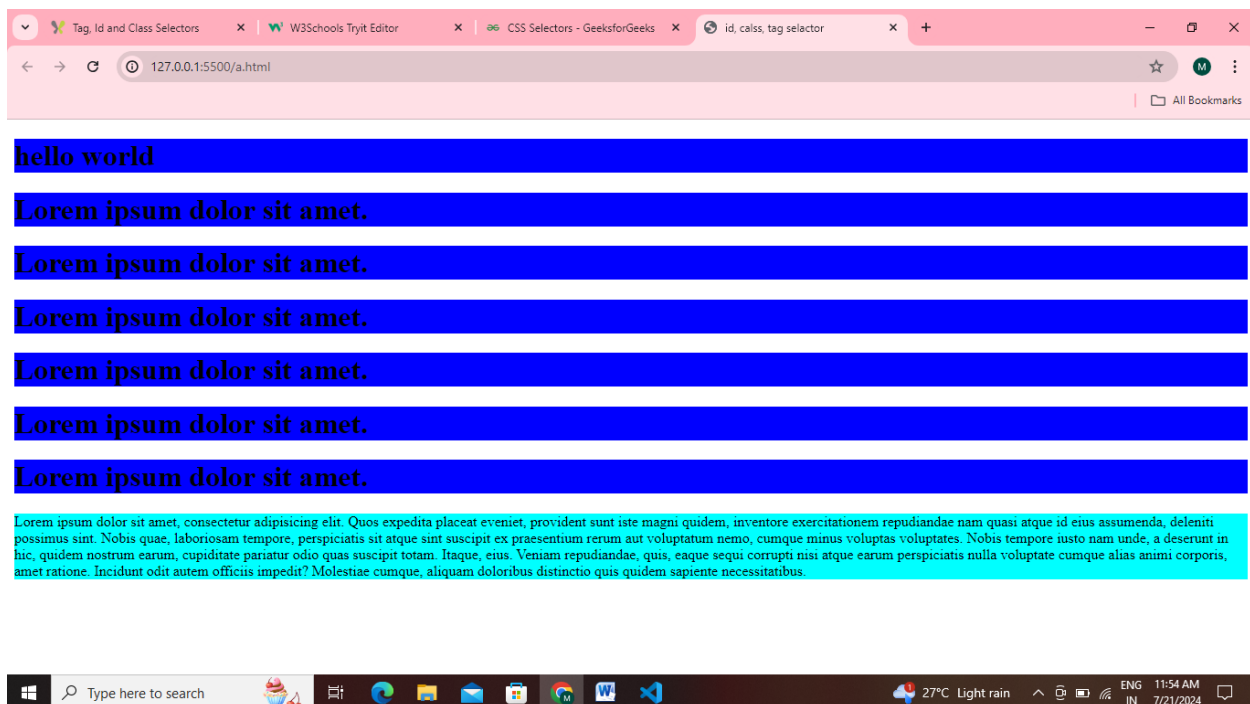 Tag, Id and Class Selectors
W3Schools Tryit Editor
CSS Selectors - GeeksforGeeks
id, calss, tag selactor
127.0.0.1:5500/a.html
M
All Bookmarks
hello world
Lorem ipsum dolor sit amet.
Lorem ipsum dolor sit amet.
Lorem ipsum dolor sit amet.
Lorem ipsum dolor sit amet.
Lorem ipsum dolor sit amet.
Lorem ipsum dolor sit amet.
Lorem ipsum dolor sit amet, consectetur adipisicing elit. Quos expedita placeat eveniet, provident sunt iste magni quidem, inventore exercitationem repudiandae nam quasi atque id eius assumenda, deleniti
possimus sint. Nobis quae, laboriosam tempore, perspiciatis sit atque sint suscipit ex praesentium rerum aut voluptatum nemo, cumque minus voluptas voluptates. Nobis tempore iusto nam unde, a deserunt in
hic, quidem nostrum earum, cupiditate pariatur odio quas suscipit totam. Itaque, eius. Veniam repudiandae, quis, eaque sequi corrupti nisi atque earum perspiciatis nulla voluptate cumque alias animi corporis,
amet ratione. Incidunt odit autem officiis impedit? Molestiae cumque, aliquam doloribus distinctio quis quidem sapiente necessitatibus.
Type here to search
27°C Light rain
ENG
IN
11:54 AM
7/21/2024